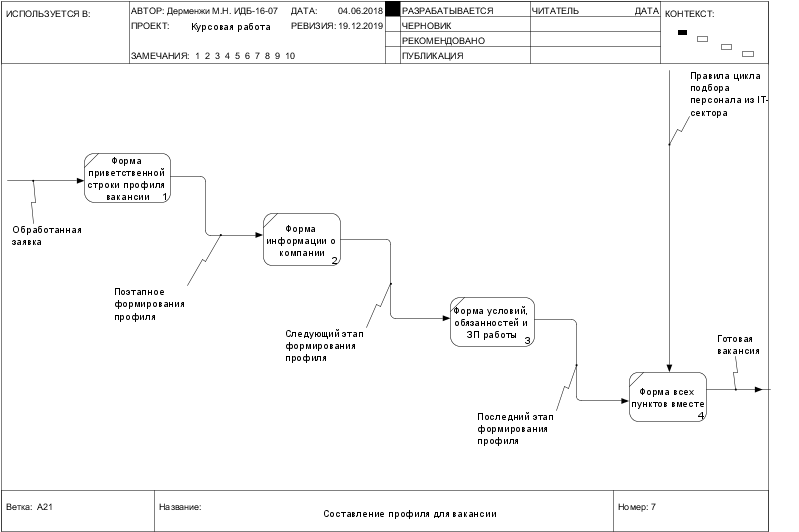 ИСПОЛЬЗУЕТСЯ В:
АВТОР: Дерменжи М.Н. ИДБ-16-07
ДАТА: 04.06.2018
ПРОЕКТ: Курсовая работа
РЕВИЗИЯ: 19.12.2019
ЗАМЕЧАНИЯ: 1 2 3 4 5 6 7 8 9 10
РАЗРАБАТЫВАЕТСЯ
ЧЕРНОВИК
РЕКОМЕНДОВАНО
ПУБЛИКАЦИЯ
ЧИТАТЕЛЬ
ДАТА
КОНТЕКСТ:
Правила цикла
подбора
персонала из IT-
сектора
Форма
приветственной
строки профиля
вакансии
1
Обработанная
заявка
Форма
информации о
компании
2
Поэтапное
формирования
профиля
Форма условий,
обязанностей и
ЗП работы
3
Следующий этап
формирования
профиля
Готовая
вакансия
Форма всех
пунктов вместе
4
Последний этап
формирования
профиля
Ветка: A21
Название:
Составление профиля для вакансии
Номер: 7